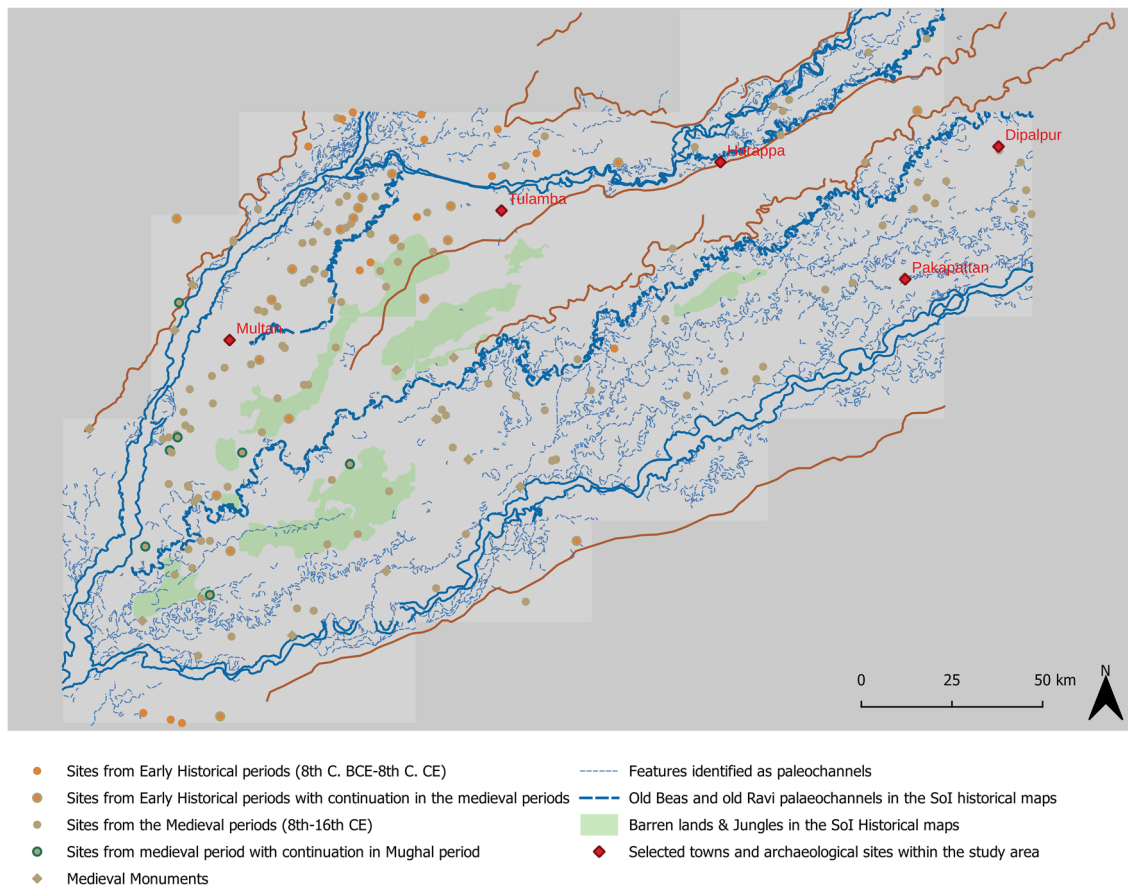 Dipalpur
Harappa
Tulamba
Pakapattan
Multan
N
0 25 50 km
Sites from Early Historical periods (8th C. BCE-8th C. CE)
Sites from Early Historical periods with continuation in the medieval periods
Sites from the Medieval periods (8th-16th CE)
Sites from medieval period with continuation in Mughal period
Medieval Monuments
Features identified as paleochannels
Old Beas and old Ravi palaeochannels in the SoI historical maps
Barren lands & Jungles in the SoI Historical maps
Selected towns and archaeological sites within the study area